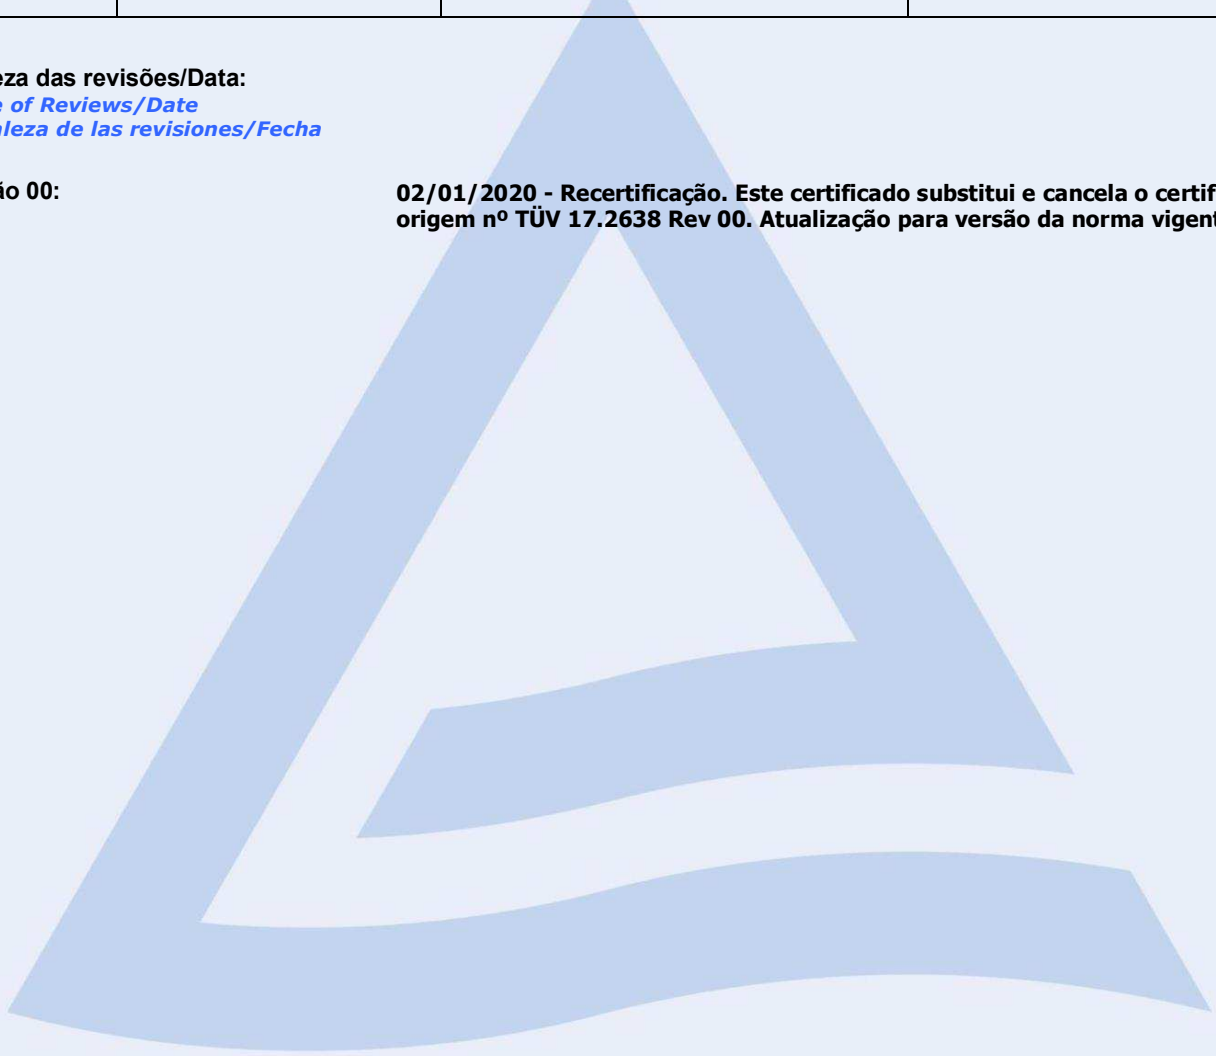 eza das revisões/Data:
e of Reviews/Date
aleza de las revisiones/Fecha
ão 00:
02/01/2020 - Recertificação. Este certificado substitui e cancela o certif
origem nº TÜV 17.2638 Rev 00. Atualização para versão da norma vigent